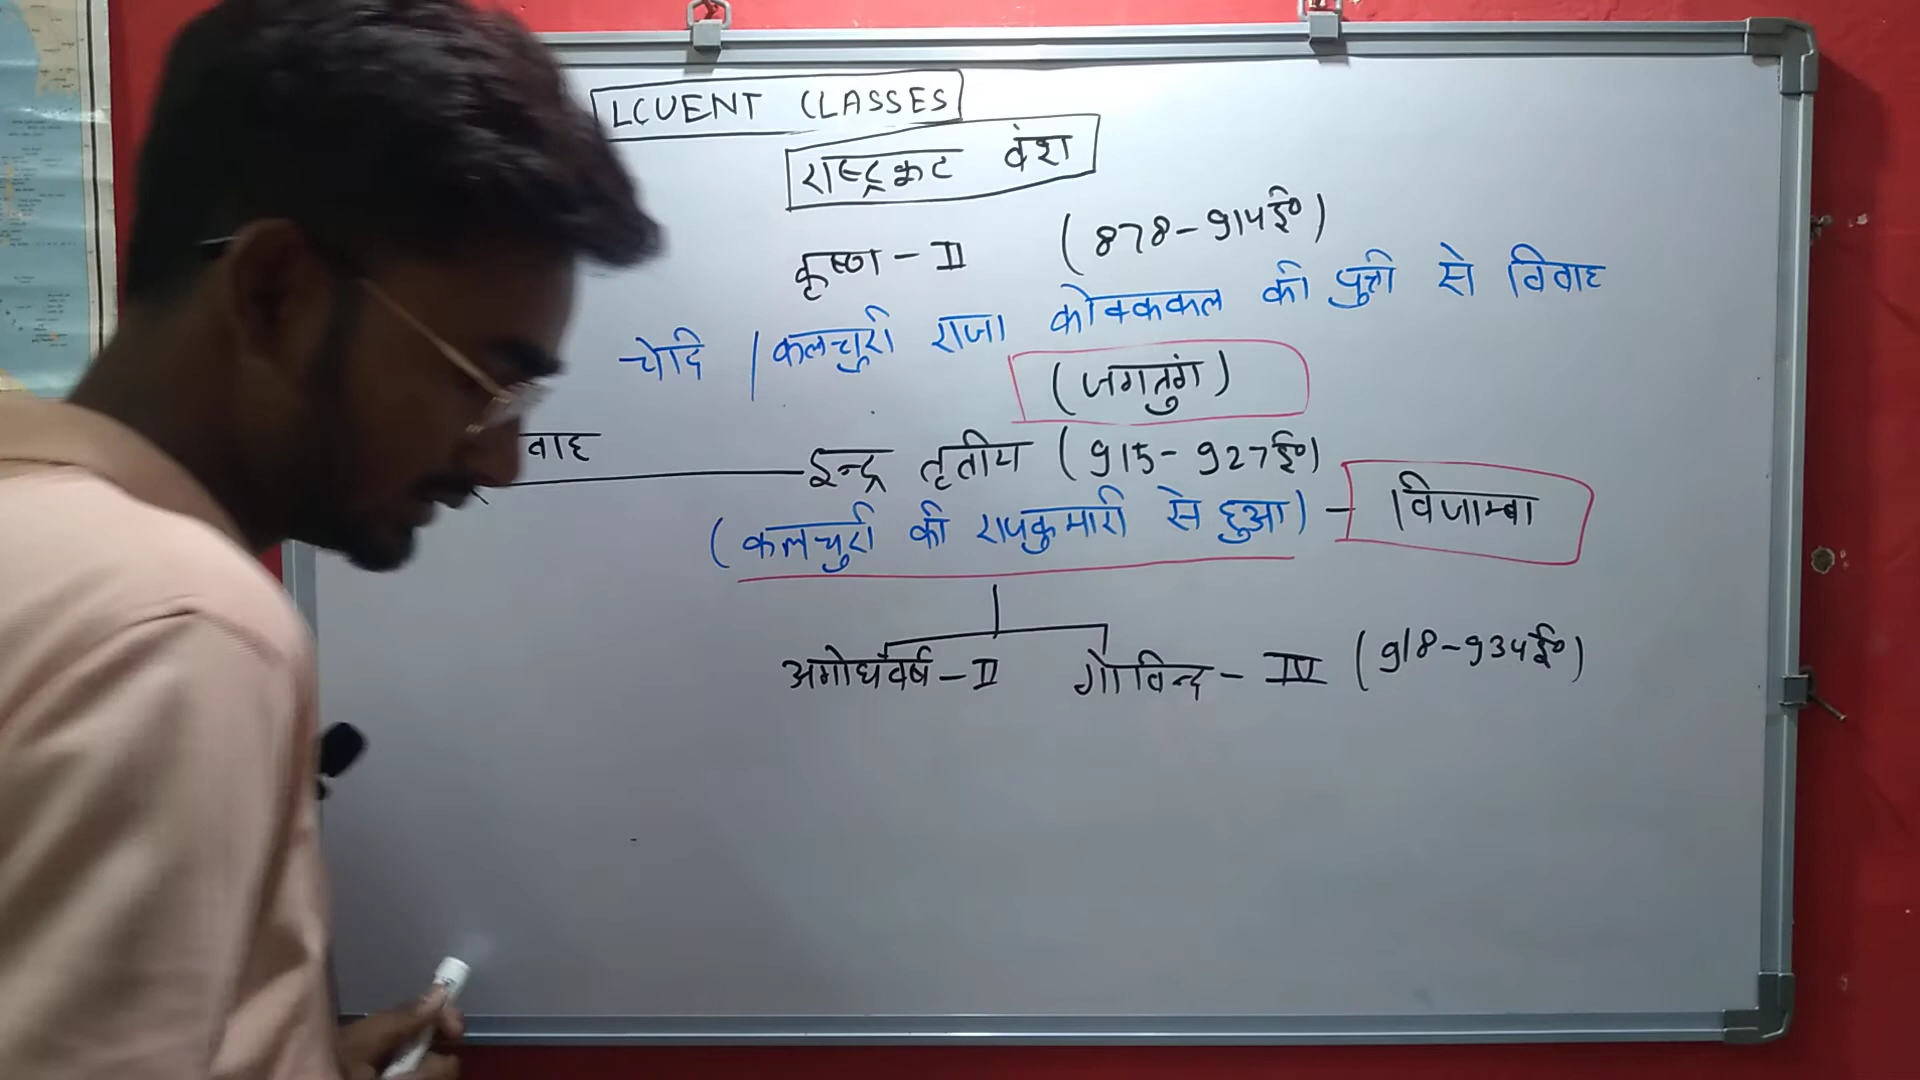 LCUENT CLASSES
राष्ट्रकूट वंश
कृष्ण - II (878-914ई०)
चेदि / कलचुरी राजा कोक्ककल की पुत्री से विवाह
(जगतुंग)
वाह इन्द्र तृतीय (915-927ई०)
(कलचुरी की राजकुमारी से हुआ) - विजाम्बा
अमोघवर्ष - II गोविन्द - IV (918-934ई०)